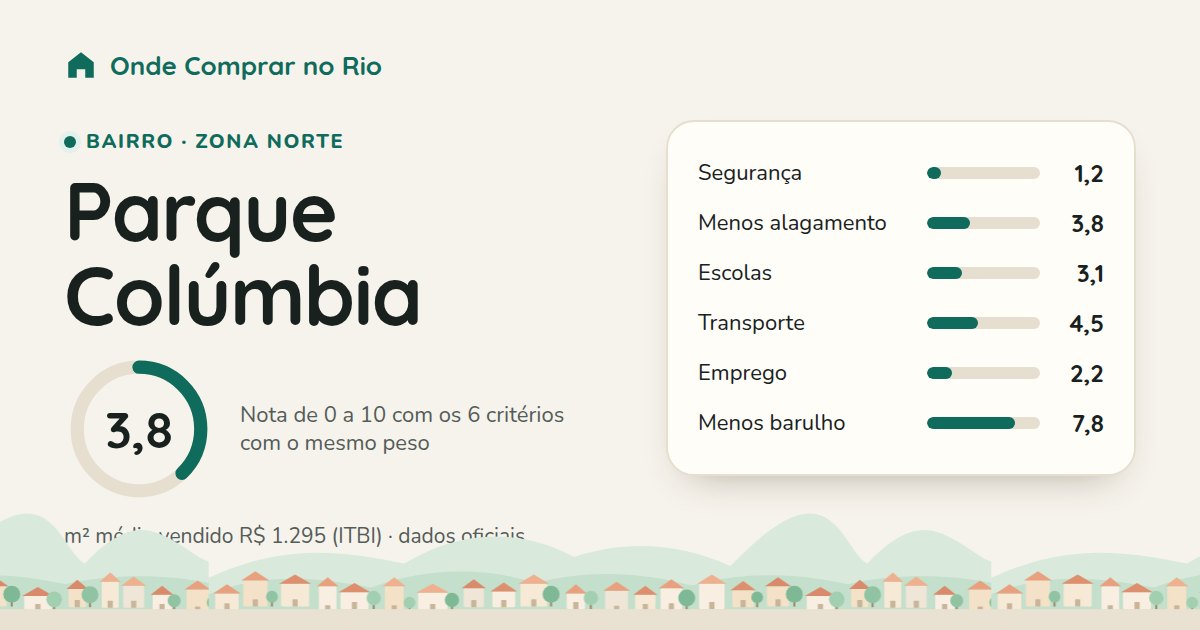 Onde Comprar no Rio
BAIRRO · ZONA NORTE
Parque
Colúmbia
3,8
Nota de 0 a 10 com os 6 critérios
com o mesmo peso
m² médio vendido R$ 1.295 (ITBI) · dados oficiais
Segurança 1,2
Menos alagamento 3,8
Escolas 3,1
Transporte 4,5
Emprego 2,2
Menos barulho 7,8